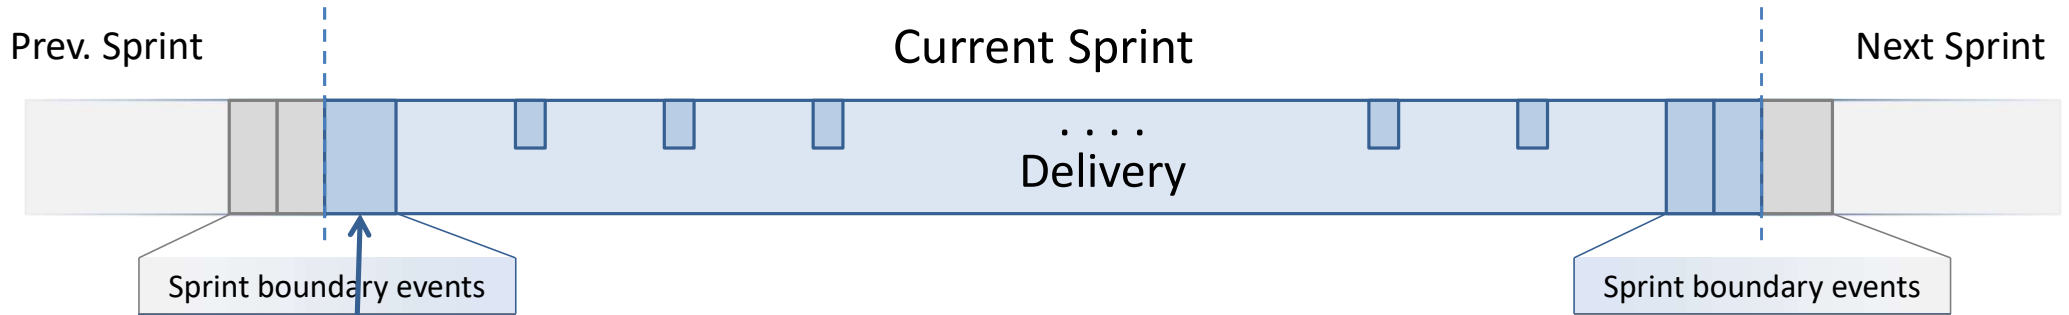 Prev. Sprint
Current Sprint
Next Sprint
. . . .
Delivery
Sprint boundary events
Sprint boundary events